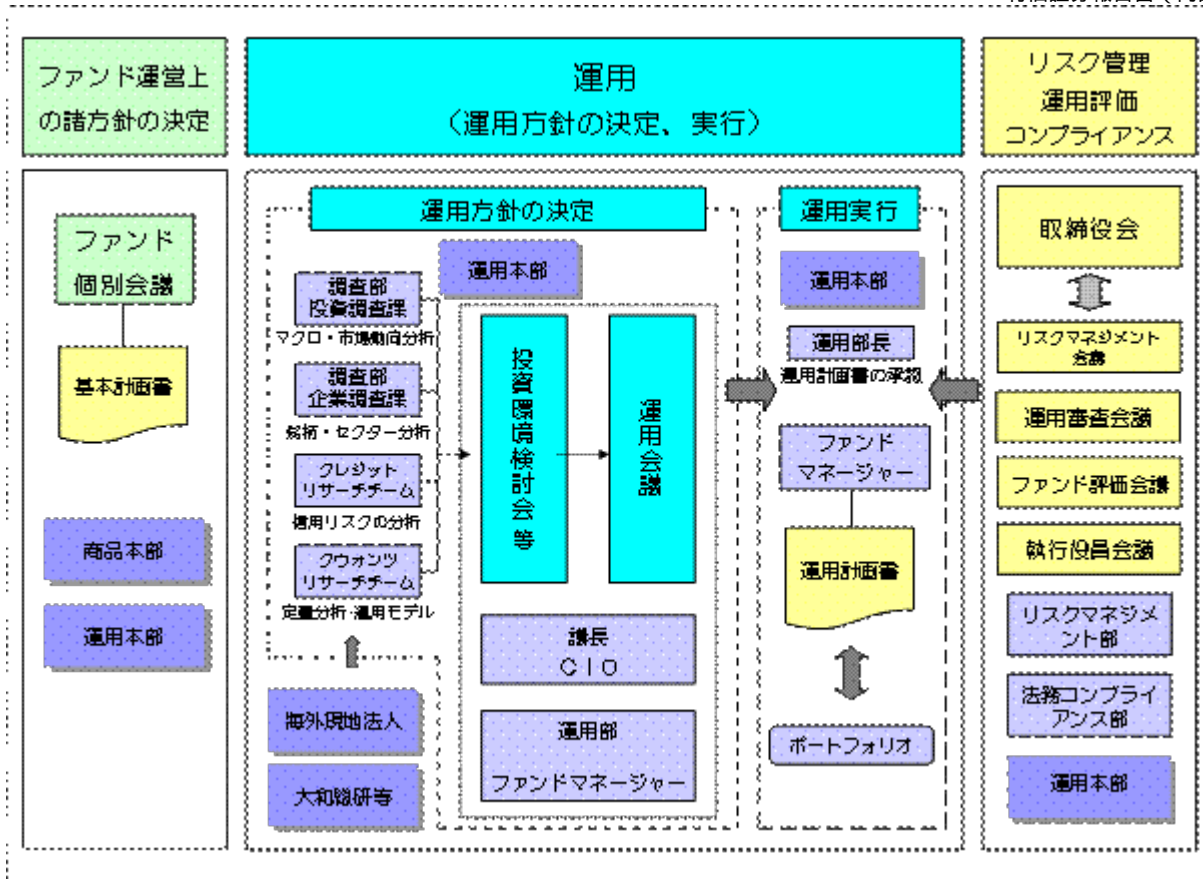 ファンド運営上
の諸方針の決定
運用
（運用方針の決定、実行）
リスク管理
運用評価
コンプライアンス
ファンド
個別会議
基本計画書
商品本部
運用本部
運用方針の決定
運用本部
調査部
投資調査課
マクロ・市場動向分析
調査部
企業調査課
銘柄・セクター分析
クレジット
リサーチチーム
信用リスクの分析
クウォンツ
リサーチチーム
定量分析・運用モデル
海外現地法人
大和総研等
投資環境検討会等
運用会議
議長
CIO
運用部
ファンドマネージャー
運用実行
運用本部
運用部長
運用計画書の承認
ファンド
マネージャー
運用計画書
ポートフォリオ
取締役会
リスクマネジメント
会議
運用審査会議
ファンド評価会議
執行役員会議
リスクマネジメ
ント部
法務コンプライ
アンス部
運用本部